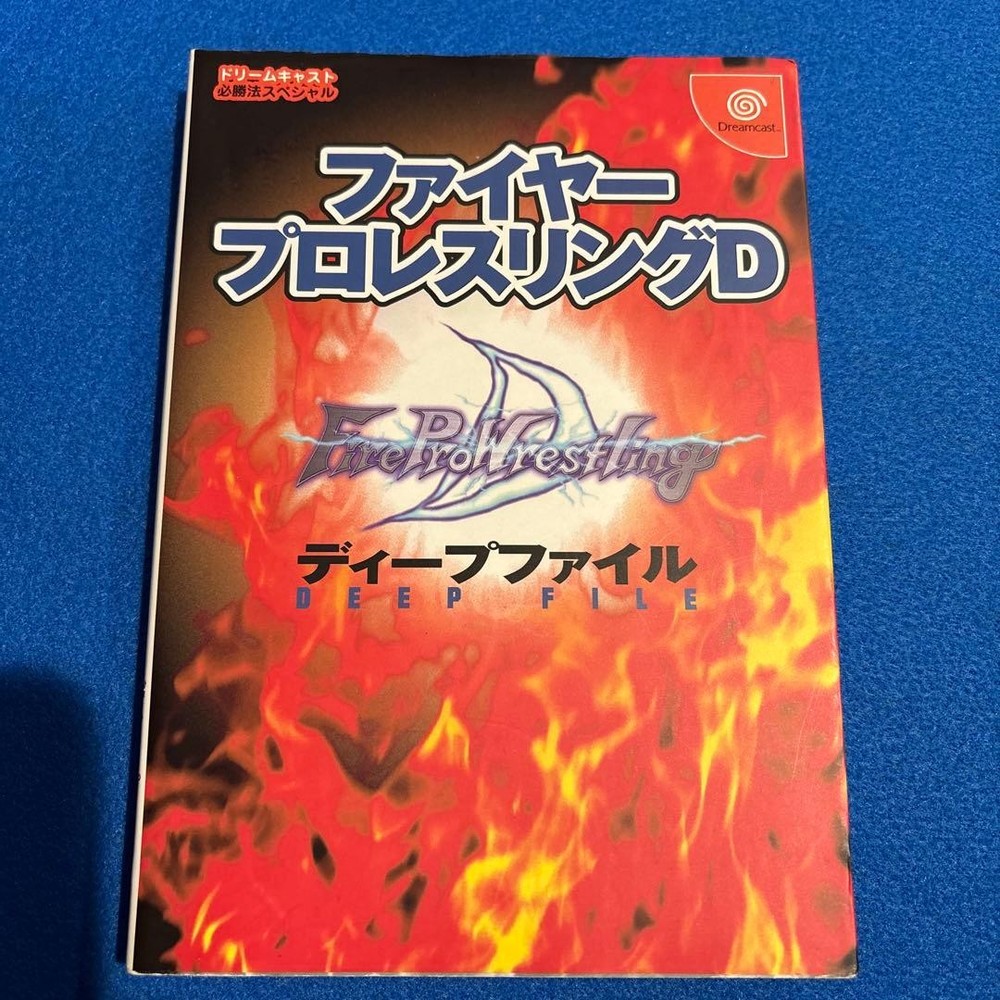 ドリームキャスト
必勝法スペシャル
Dreamcast
ファイヤー
プロレスリングD
D
FireProWrestling
ディープファイル
DEEP FILE